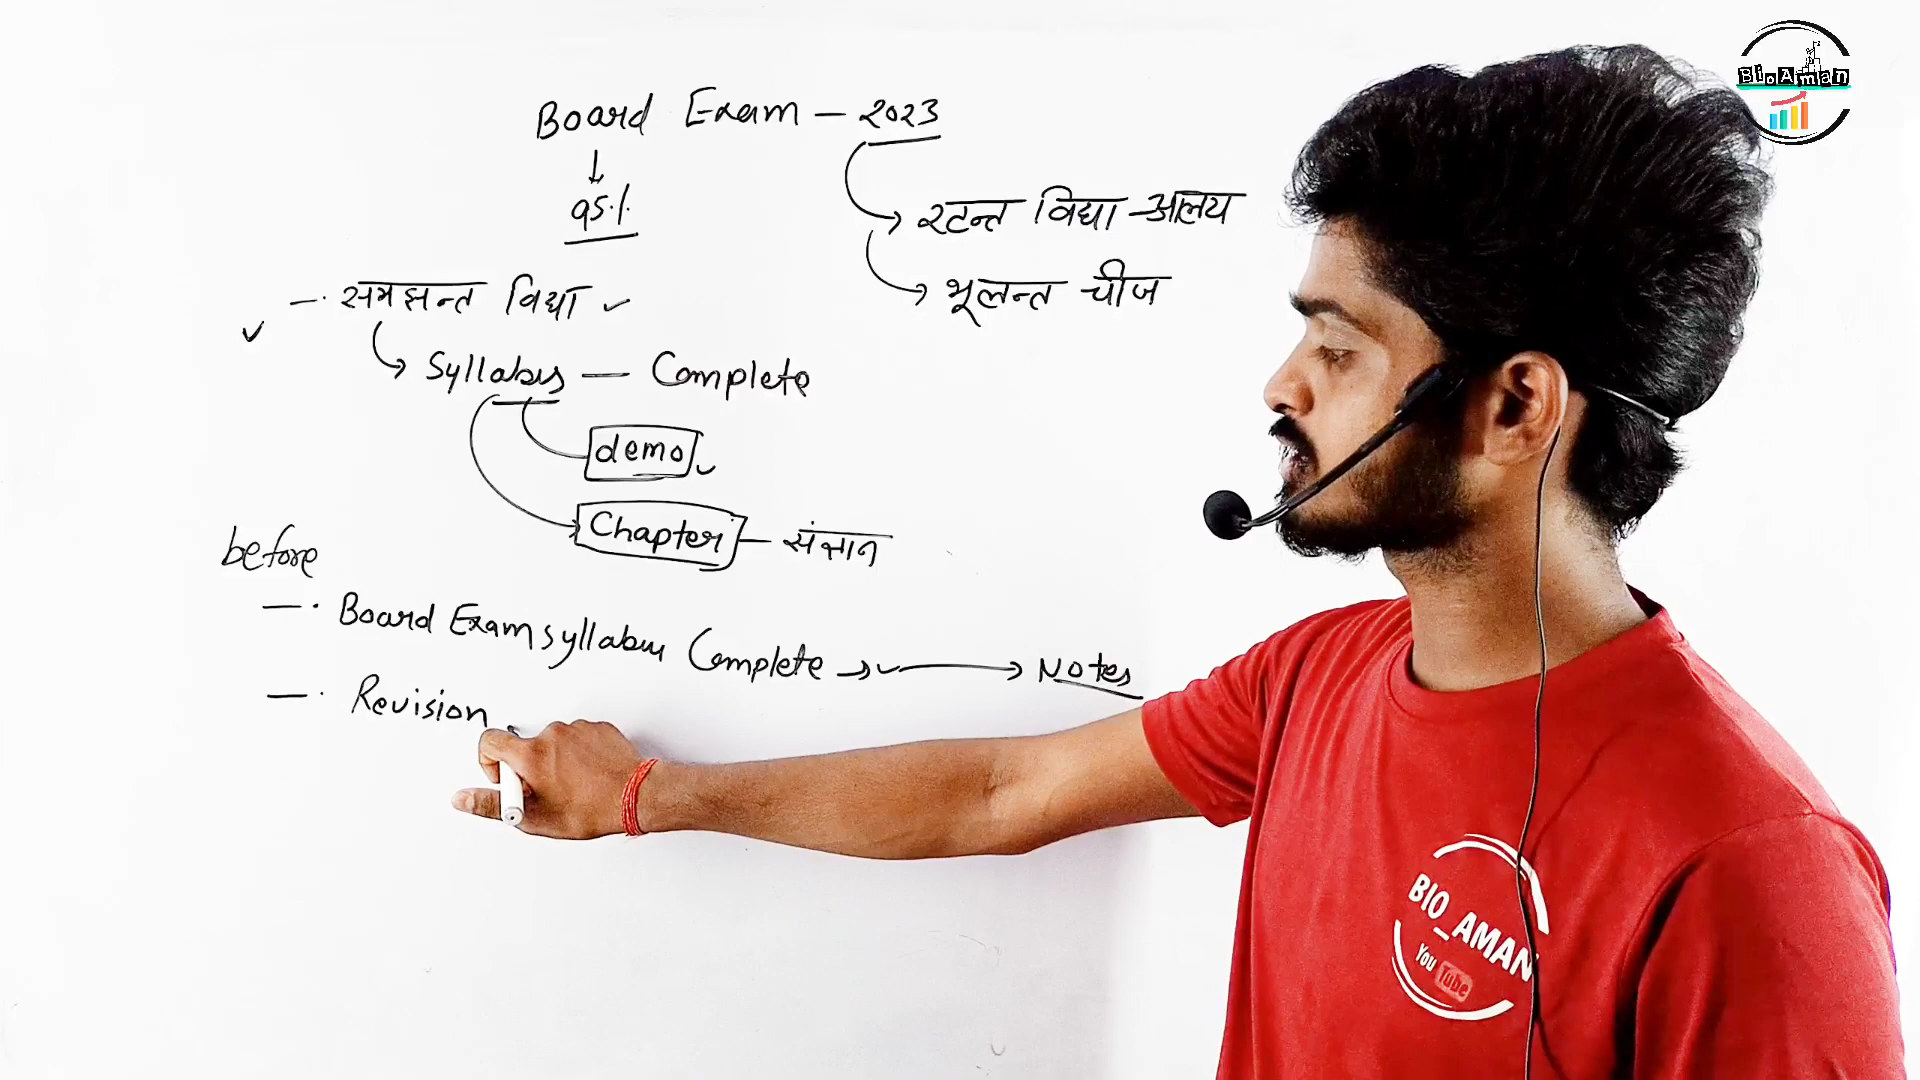 Board Exam - 2023
95%
रटन्त विद्या - आलय
भूलन्त चीज
समझन्त विद्या
Syllabus — Complete
demo
Chapter —
before
Board Exam syllabus Complete → Notes
Revision
BioAman
BIO_AMAN
YouTube